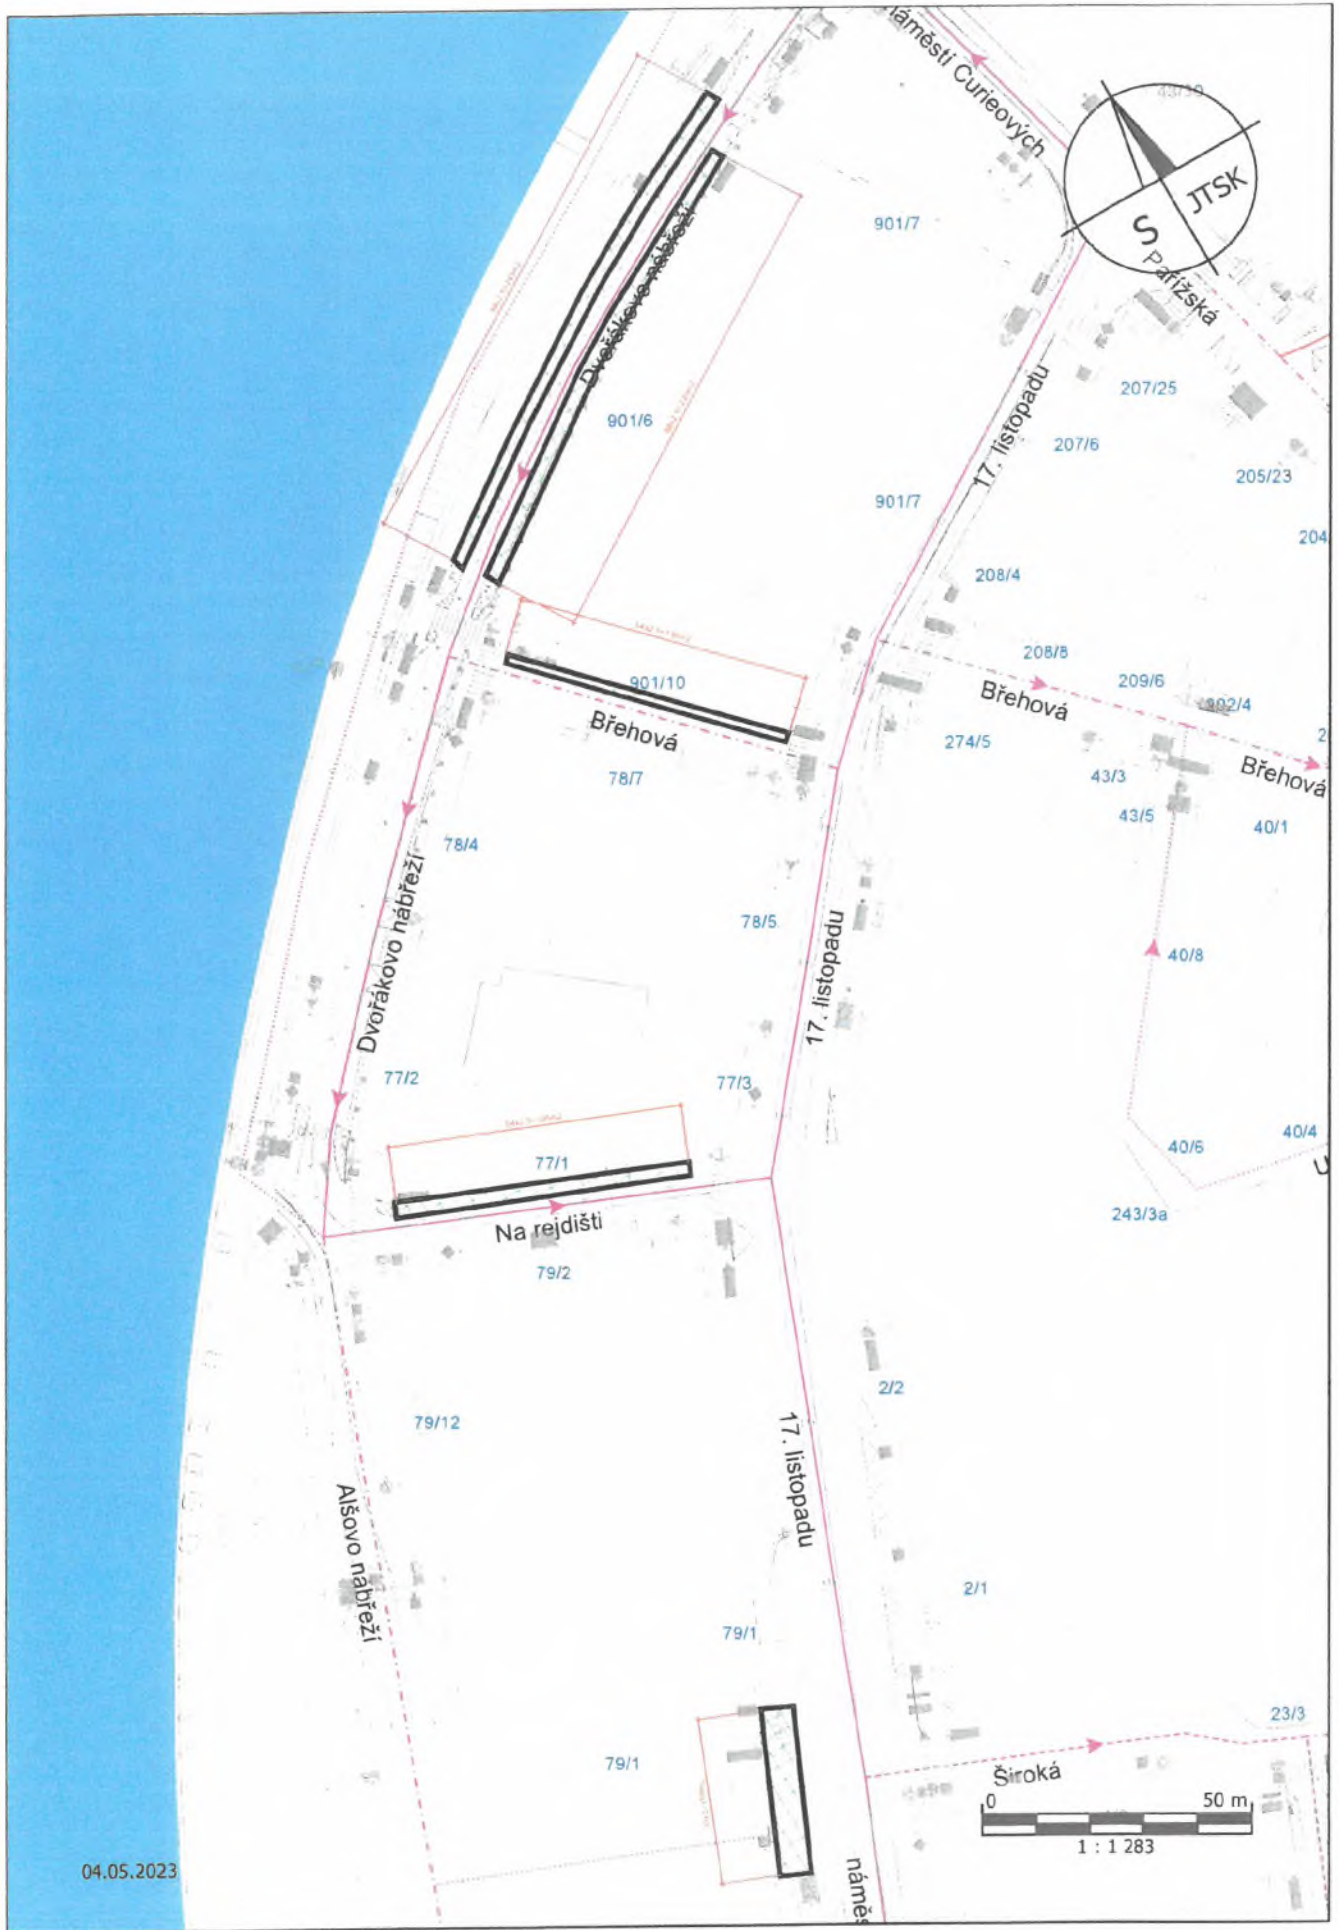 náměstí Curieových
43/39
JTSK
S
Pařížská
901/7
Dvořákovo nábřeží
207/25
17. listopadu
901/6
207/6
205/23
901/7
204
208/4
208/8
901/10
209/6
Břehová
902/4
Břehová
274/5
2
78/7
43/3
Břehová
43/5
40/1
78/4
Dvořákovo nábřeží
78/5
17. listopadu
40/8
77/2
77/3
40/4
40/6
77/1
U
243/3a
Na rejdišti
79/2
2/2
79/12
17. listopadu
Alšovo nábřeží
2/1
79/1
23/3
79/1
Široká
0 50 m
1 : 1 283
04.05.2023
náměs